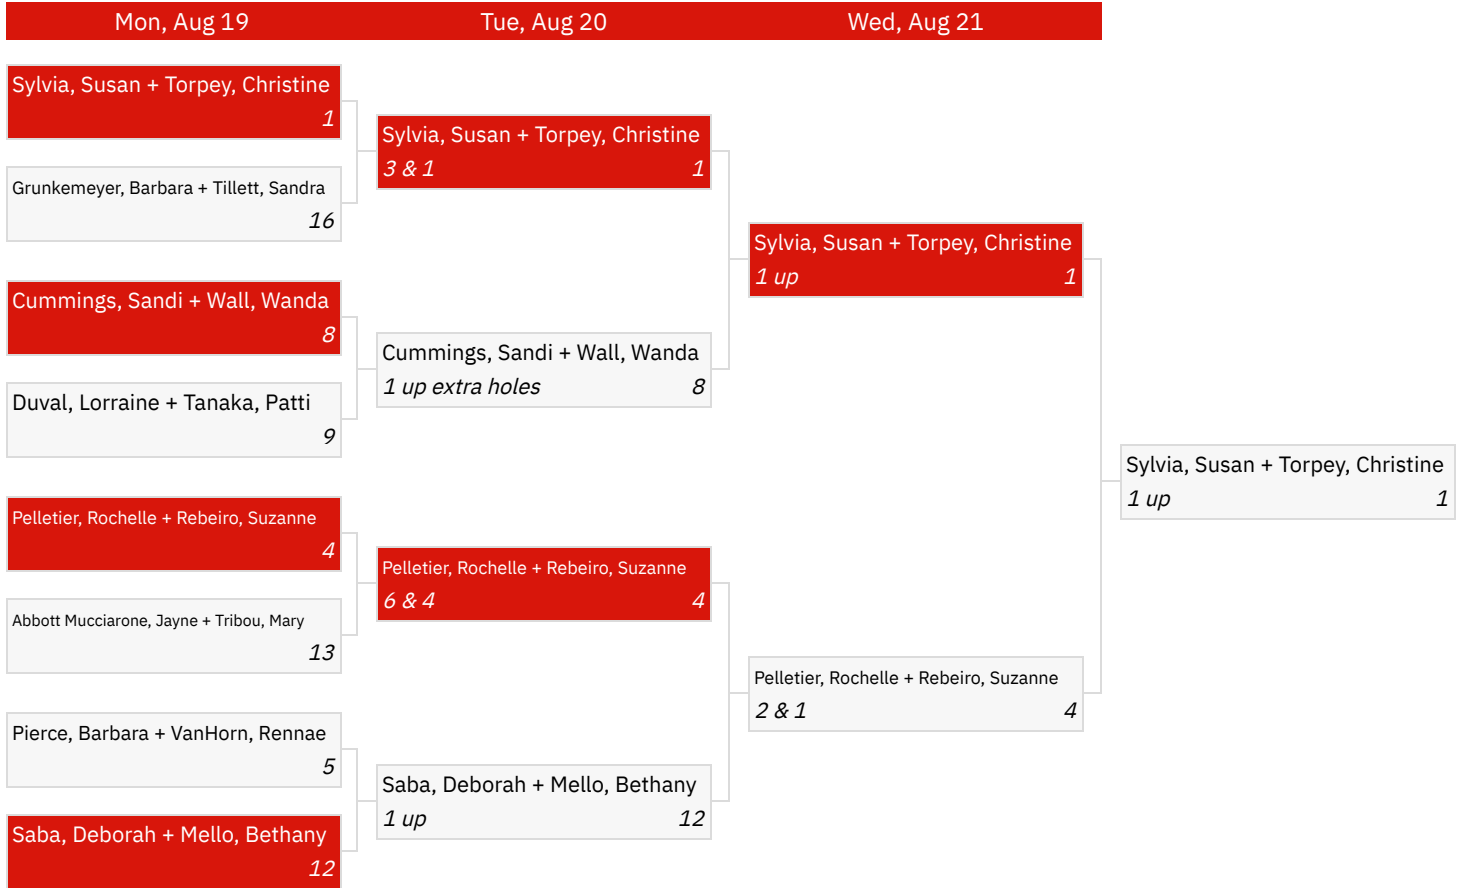 Mon, Aug 19
Tue, Aug 20
Wed, Aug 21
Sylvia, Susan + Torpey, Christine
1
Grunkemeyer, Barbara + Tillett, Sandra
16
Cummings, Sandi + Wall, Wanda
8
Duval, Lorraine + Tanaka, Patti
9
Pelletier, Rochelle + Rebeiro, Suzanne
4
Abbott Mucciarone, Jayne + Tribou, Mary
13
Pierce, Barbara + VanHorn, Rennae
5
Saba, Deborah + Mello, Bethany
12
Sylvia, Susan + Torpey, Christine
3 & 1 1
Cummings, Sandi + Wall, Wanda
1 up extra holes 8
Pelletier, Rochelle + Rebeiro, Suzanne
6 & 4 4
Saba, Deborah + Mello, Bethany
1 up 12
Sylvia, Susan + Torpey, Christine
1 up 1
Pelletier, Rochelle + Rebeiro, Suzanne
2 & 1 4
Sylvia, Susan + Torpey, Christine
1 up 1